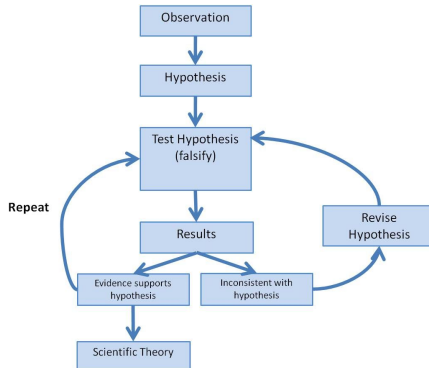 Observation
Hypothesis
Test Hypothesis
(falsify)
Repeat
Results
Revise
Hypothesis
Evidence supports
hypothesis
Inconsistent with
hypothesis
Scientific Theory